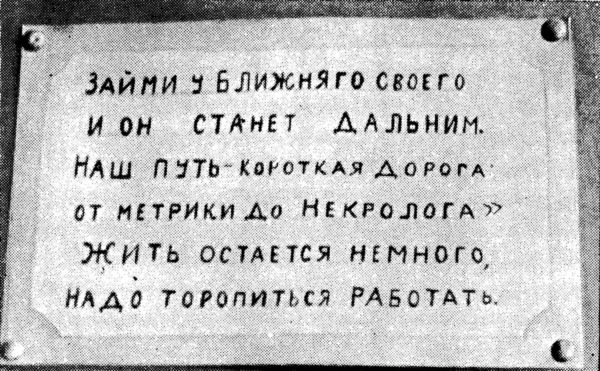 ЗАЙМИ У БЛИЖНЯГО СВОЕГО
И ОН СТАНЕТ ДАЛЬНИМ.
НАШ ПУТЬ-КОРОТКАЯ ДОРОГА
ОТ МЕТРИКИ ДО НЕКРОЛОГА»
ЖИТЬ ОСТАЕТСЯ НЕМНОГО,
НАДО ТОРОПИТЬСЯ РАБОТАТЬ.